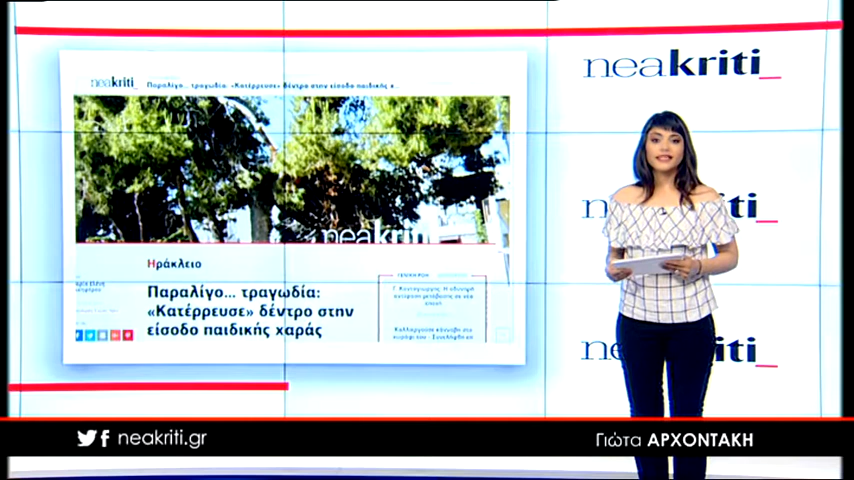 neakriti_
neakriti_
Παραλίγο... τραγωδία: «Κατέρρευσε» δέντρο στην είσοδο παιδικής χ...
neakriti
Ηράκλειο
Παραλίγο... τραγωδία:
«Κατέρρευσε» δέντρο στην
είσοδο παιδικής χαράς
ΓΕΝΙΚΗ ΡΟΗ
iti_
neakriti_
neakriti.gr
Γιώτα ΑΡΧΟΝΤΑΚΗ